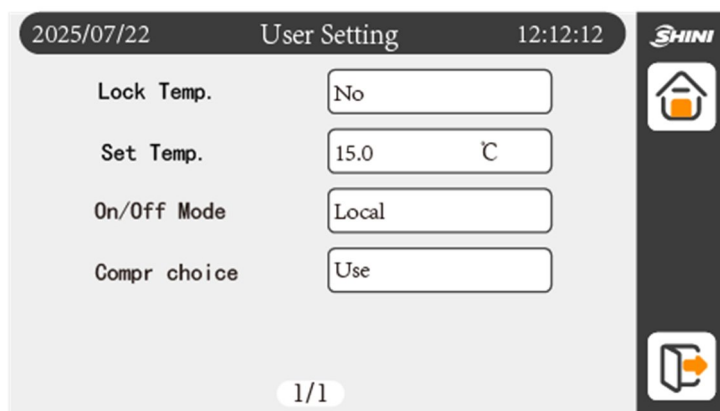 2025/07/22 User Setting 12:12:12
SHINI
Lock Temp. No
Set Temp. 15.0 ℃
On/Off Mode Local
Compr choice Use
1/1